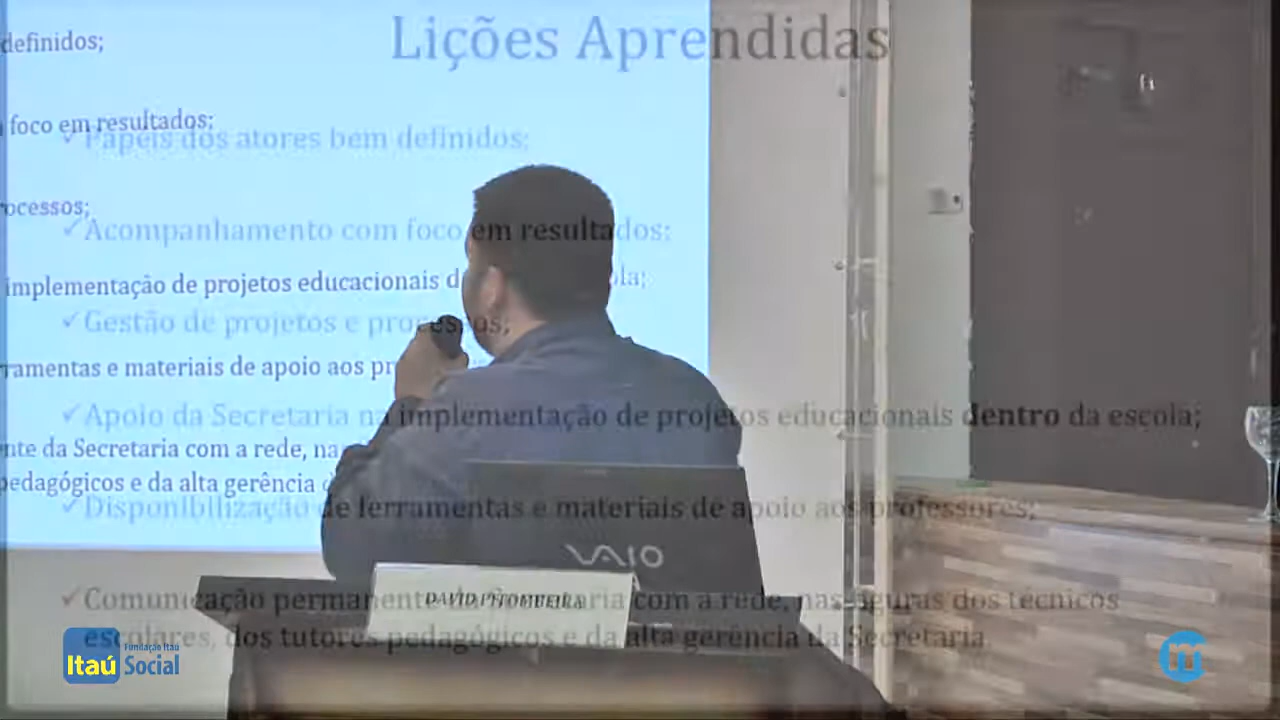 Lições Aprendidas
definidos;
foco em resultados;
✓ Papéis dos atores bem definidos;
ocessos;
✓ Acompanhamento com foco em resultados;
implementação de projetos educacionais d
ola;
✓ Gestão de projetos e processos;
rramentas e materiais de apoio aos pr
✓ Apoio da Secretaria na implementação de projetos educacionais dentro da escola;
nte da Secretaria com a rede, na
pedagógicos e da alta gerência d
✓ Disponibilização de ferramentas e materiais de apoio aos professores;
VAIO
✓ Comunicação permanente da Secretaria com a rede, nas figuras dos técnicos
escolares, dos tutores pedagógicos e da alta gerência da Secretaria.
DAVID
Fundação Itaú
Itaú Social